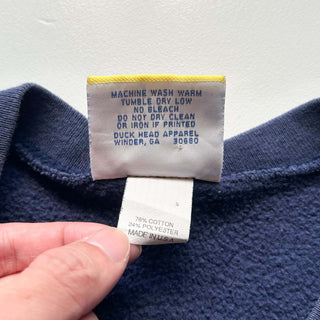 MACHINE WASH WARM
TUMBLE DRY LOW
NO BLEACH
DO NOT DRY CLEAN
OR IRON IF PRINTED
DUCK HEAD APPAREL
WINDER, GA 30680
76% COTTON
24% POLYESTER
MADE IN U.S.A